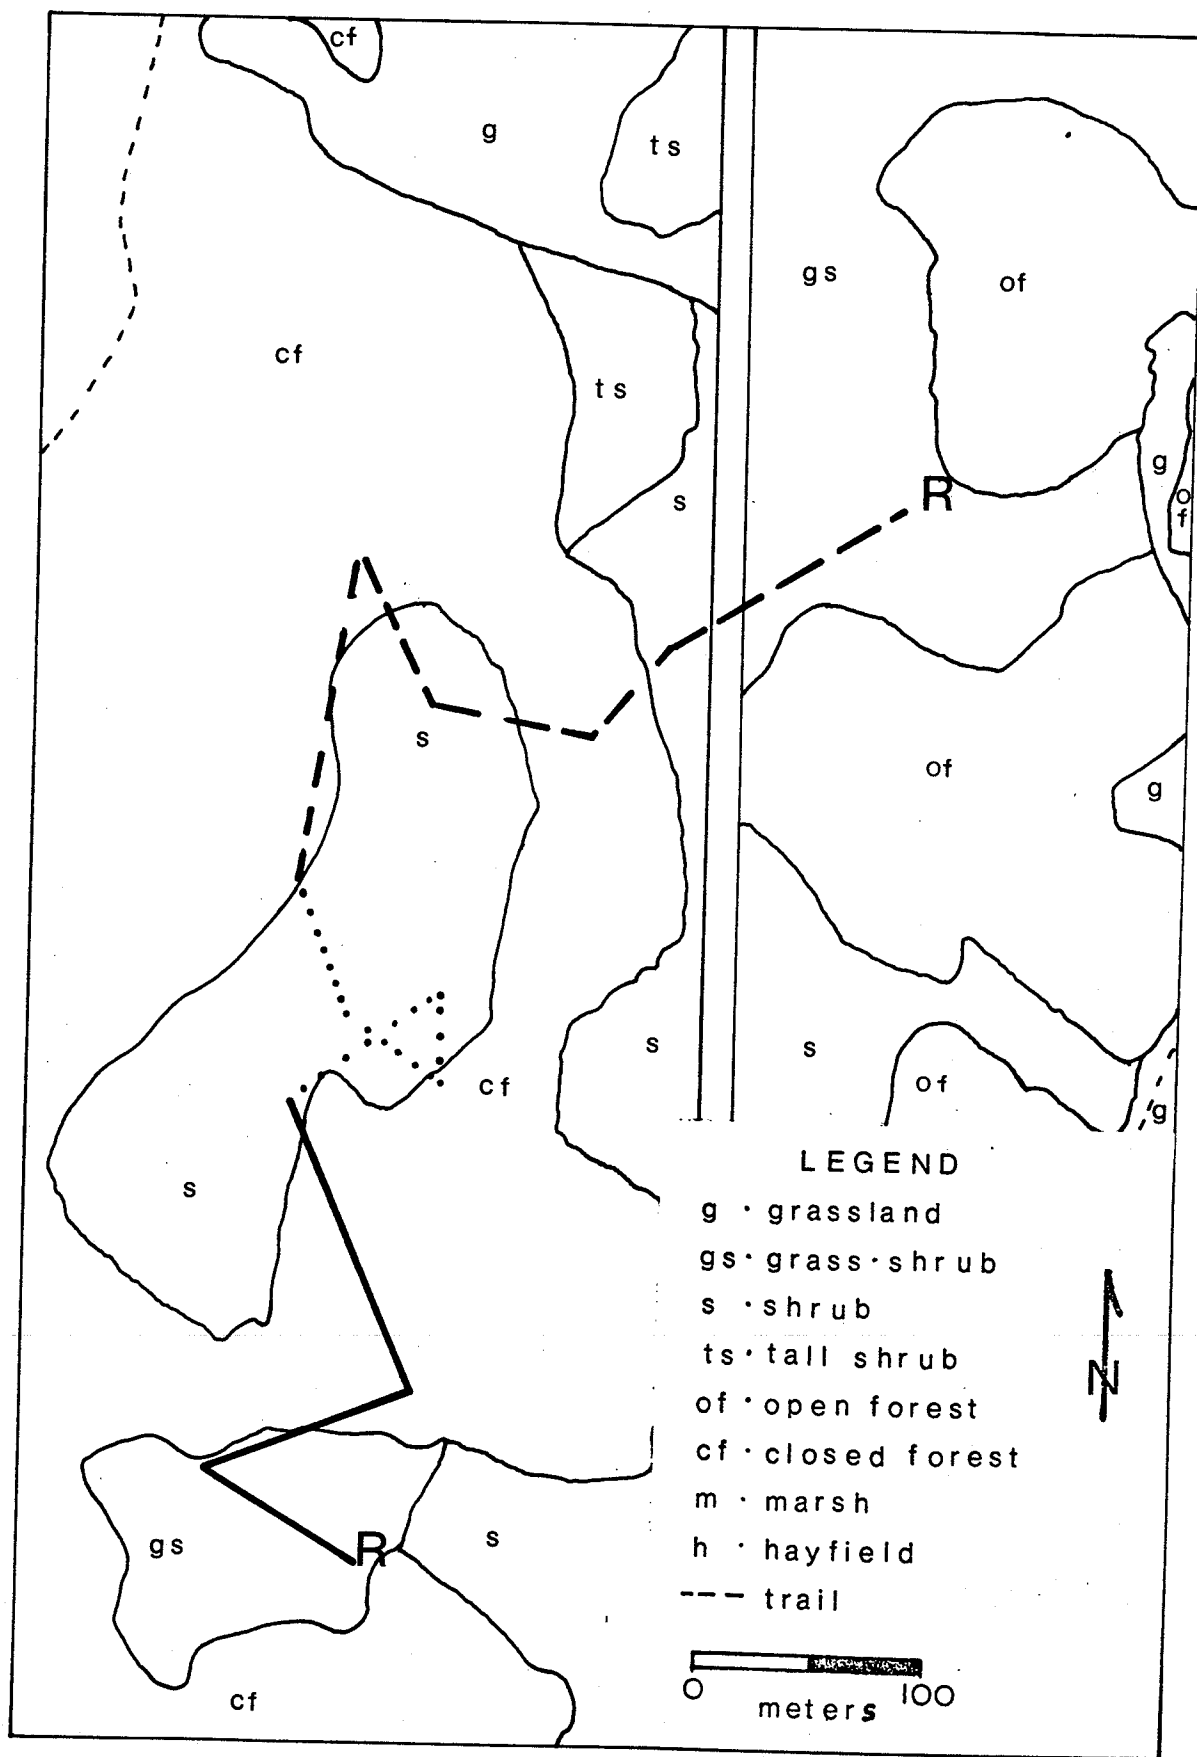 cf
g
ts
gs
of
cf
ts
g
s
R
o
f
s
of
g
s
s
cf
of
g
s
LEGEND
g · grassland
gs · grass·shrub
s · shrub
ts · tall shrub
of · open forest
cf · closed forest
m · marsh
h · hayfield
--- trail
N
gs
R
s
0 100
meters
cf